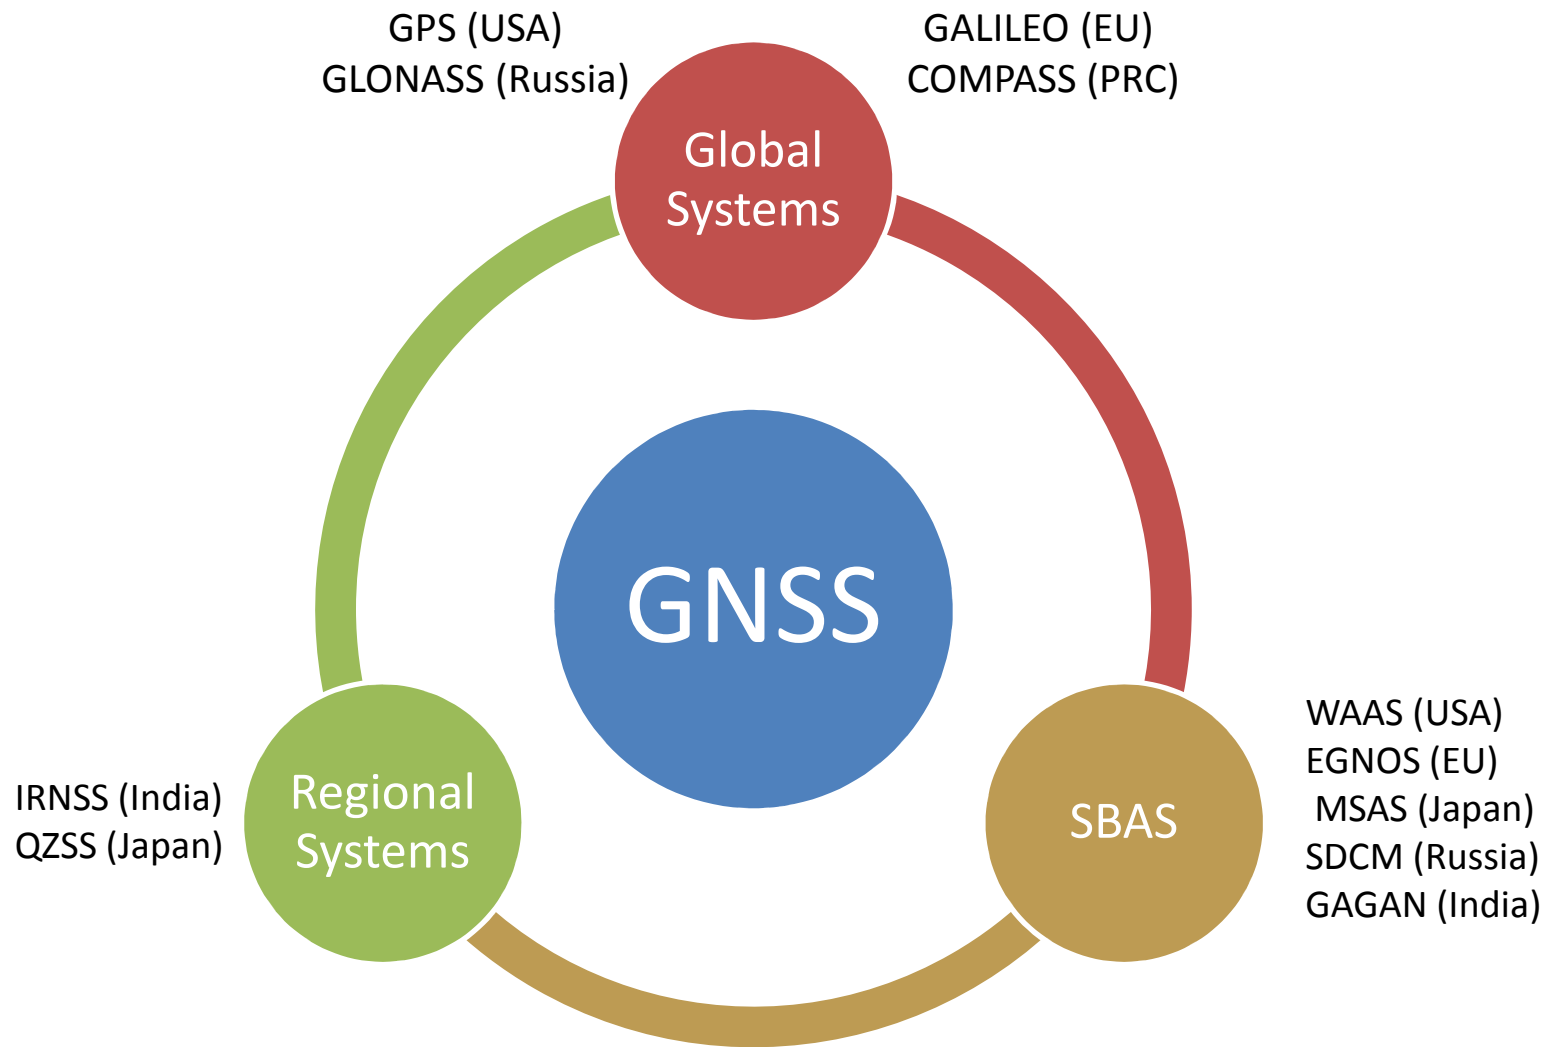 GPS (USA)
GLONASS (Russia)
GALILEO (EU)
COMPASS (PRC)
Global
Systems
GNSS
IRNSS (India)
QZSS (Japan)
Regional
Systems
SBAS
WAAS (USA)
EGNOS (EU)
MSAS (Japan)
SDCM (Russia)
GAGAN (India)